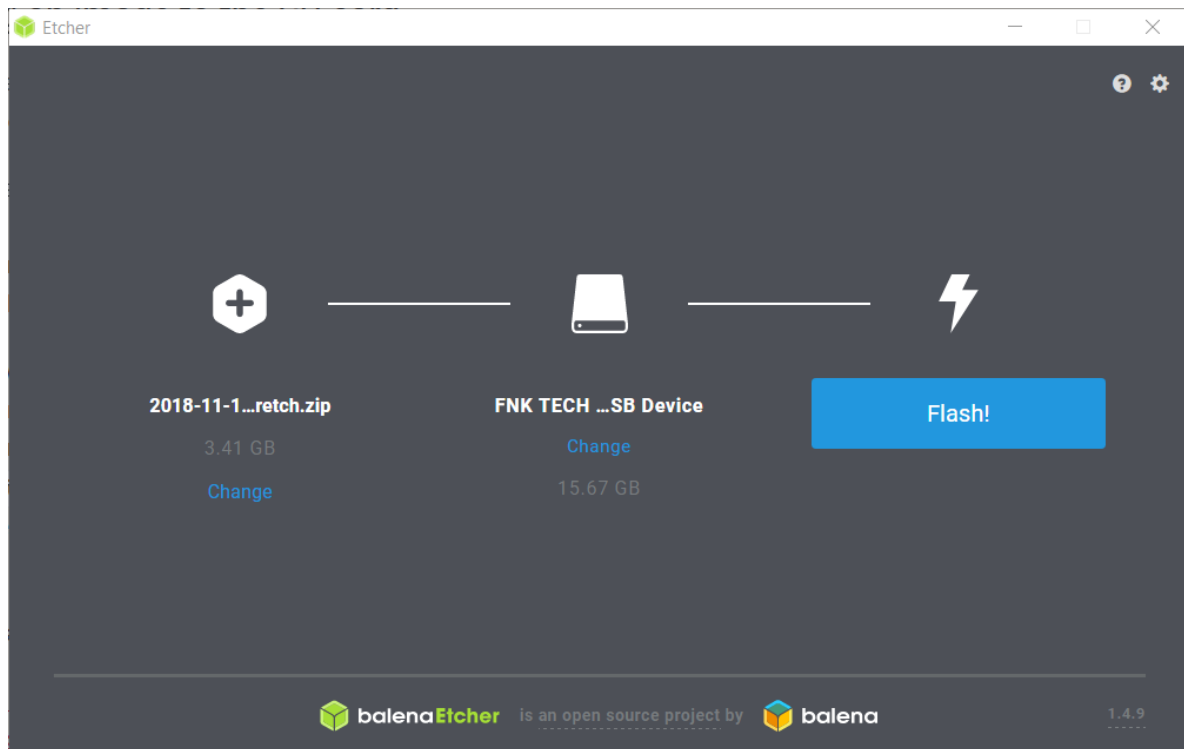 Etcher
2018-11-1...retch.zip
3.41 GB
Change
FNK TECH ...SB Device
Change
15.67 GB
Flash!
balenaEtcher is an open source project by balena
1.4.9